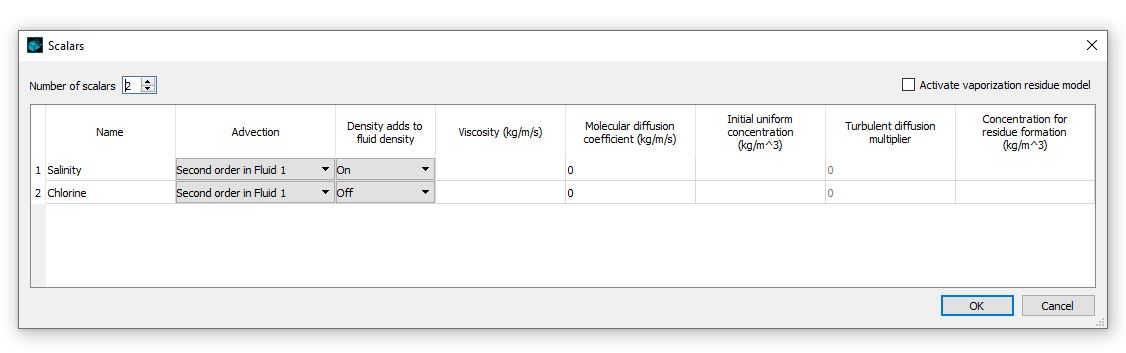 Scalars
Number of scalars 2
Activate vaporization residue model
Name
Advection
Density adds to
fluid density
Viscosity (kg/m/s)
Molecular diffusion
coefficient (kg/m/s)
Initial uniform
concentration
(kg/m^3)
Turbulent diffusion
multiplier
Concentration for
residue formation
(kg/m^3)
1 Salinity Second order in Fluid 1 On 0 0
2 Chlorine Second order in Fluid 1 Off 0 0
OK Cancel